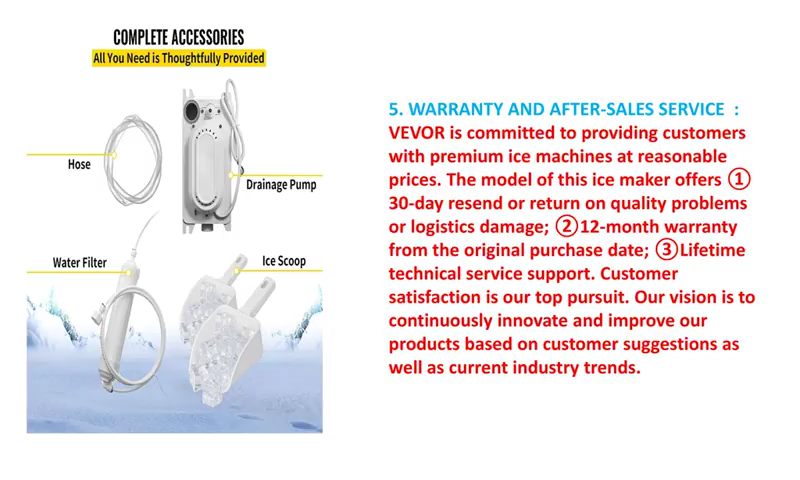 COMPLETE ACCESSORIES
All You Need is Thoughtfully Provided
Hose
Drainage Pump
Water Filter
Ice Scoop
5. WARRANTY AND AFTER-SALES SERVICE :
VEVOR is committed to providing customers
with premium ice machines at reasonable
prices. The model of this ice maker offers ①
30-day resend or return on quality problems
or logistics damage; ②12-month warranty
from the original purchase date; ③Lifetime
technical service support. Customer
satisfaction is our top pursuit. Our vision is to
continuously innovate and improve our
products based on customer suggestions as
well as current industry trends.